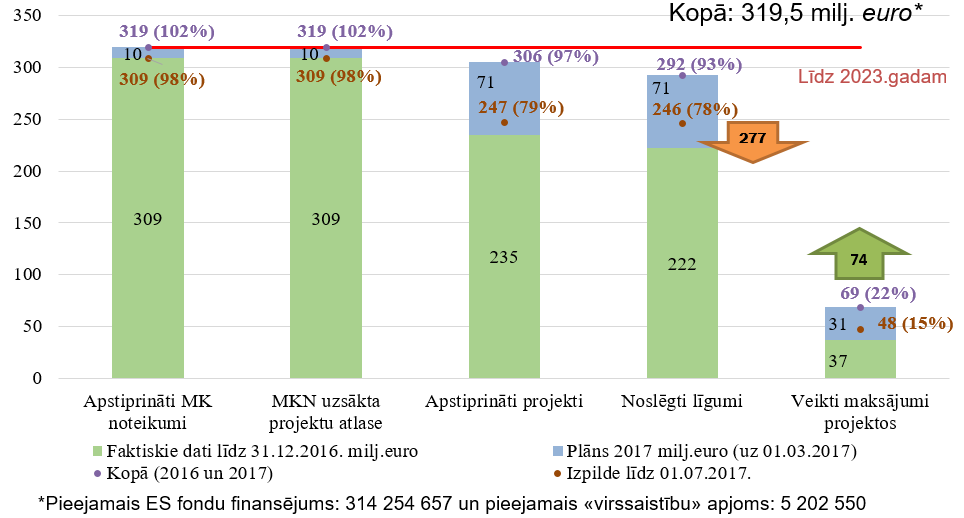 Kopā: 319,5 milj. euro*
350
300
250
200
150
100
50
0
319 (102%)
10
309 (98%)
309
319 (102%)
10
309 (98%)
309
306 (97%)
71
247 (79%)
235
292 (93%)
71
246 (78%)
222
277
Līdz 2023.gadam
74
69 (22%)
31
48 (15%)
37
Apstiprināti MK
noteikumi
MKN uzsākta
projektu atlase
Apstiprināti projekti
Noslēgti līgumi
Veikti maksājumi
projektos
Faktiskie dati līdz 31.12.2016. milj.euro
Plāns 2017 milj.euro (uz 01.03.2017)
Kopā (2016 un 2017)
Izpilde līdz 01.07.2017.
*Pieejamais ES fondu finansējums: 314 254 657 un pieejamais «virssaistību» apjoms: 5 202 550